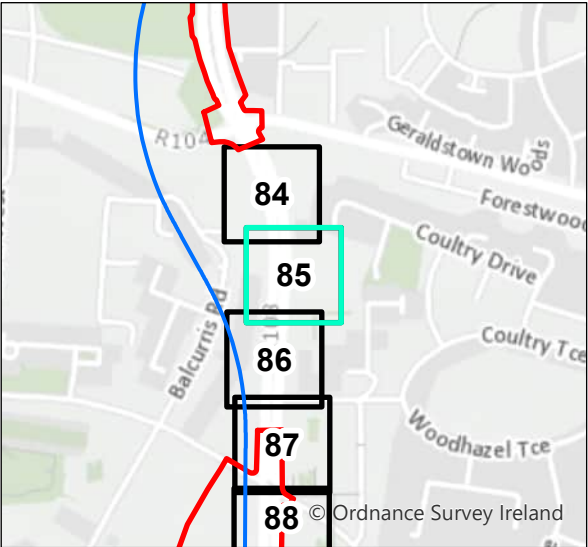 R104
Geraldstown Woods
84
Forestwood
Coultry Drive
85
108
Balcurris Rd
86
Coultry Tce
Woodhazel Tce
87
88
© Ordnance Survey Ireland